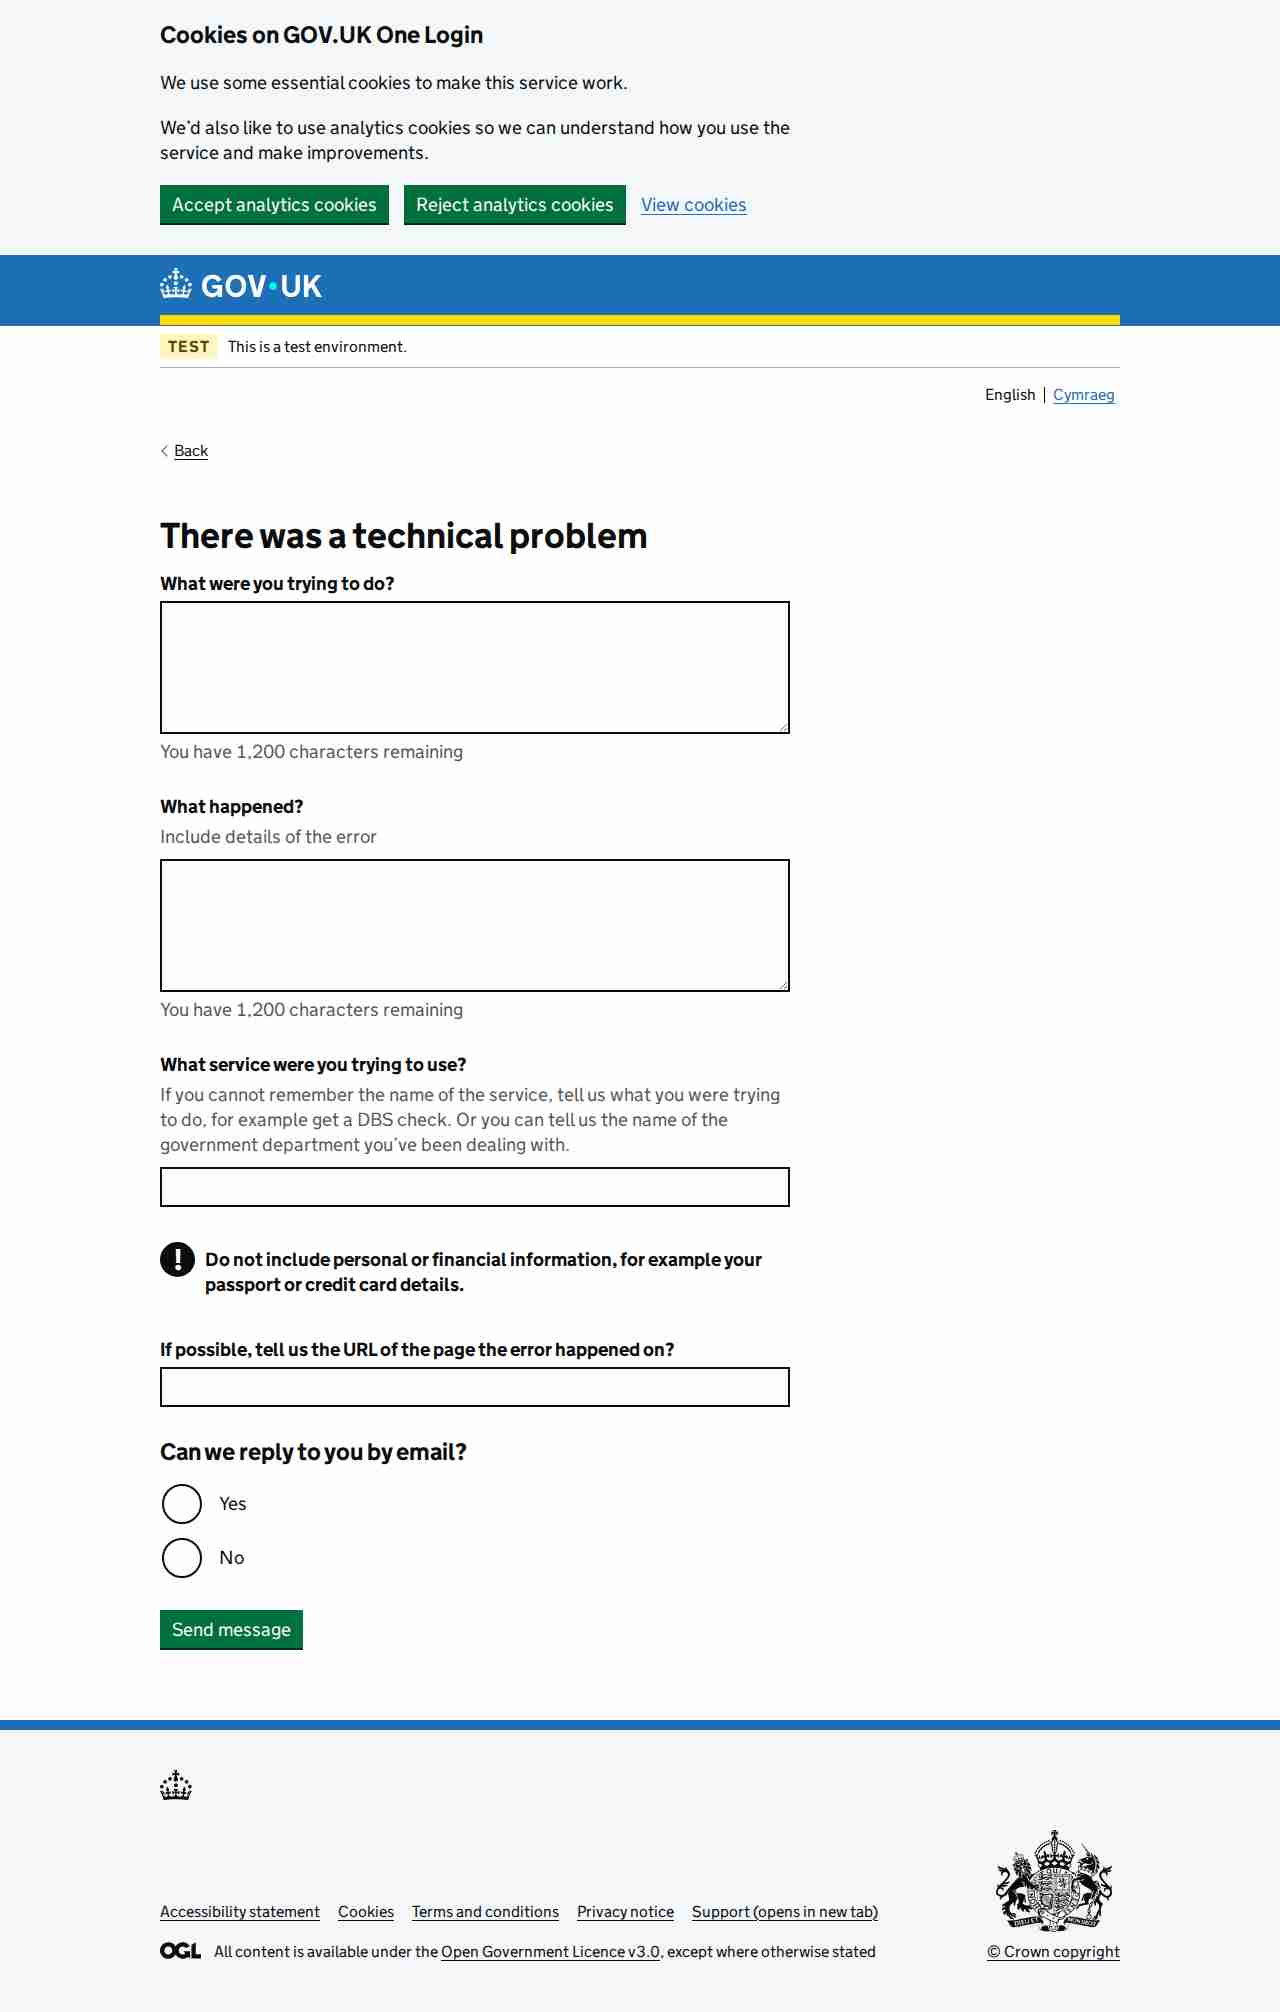 Cookies on GOV.UK One Login
We use some essential cookies to make this service work.
We'd also like to use analytics cookies so we can understand how you use the
service and make improvements.
Accept analytics cookies
Reject analytics cookies
View cookies
GOV•UK
TEST
This is a test environment.
English
Cymraeg
Back
There was a technical problem
What were you trying to do?
You have 1,200 characters remaining
What happened?
Include details of the error
You have 1,200 characters remaining
What service were you trying to use?
If you cannot remember the name of the service, tell us what you were trying
to do, for example get a DBS check. Or you can tell us the name of the
government department you've been dealing with.
! Do not include personal or financial information, for example your
passport or credit card details.
If possible, tell us the URL of the page the error happened on?
Can we reply to you by email?
Yes
No
Send message
Accessibility statement
Cookies
Terms and conditions
Privacy notice
Support (opens in new tab)
OGL All content is available under the Open Government Licence v3.0, except where otherwise stated
© Crown copyright